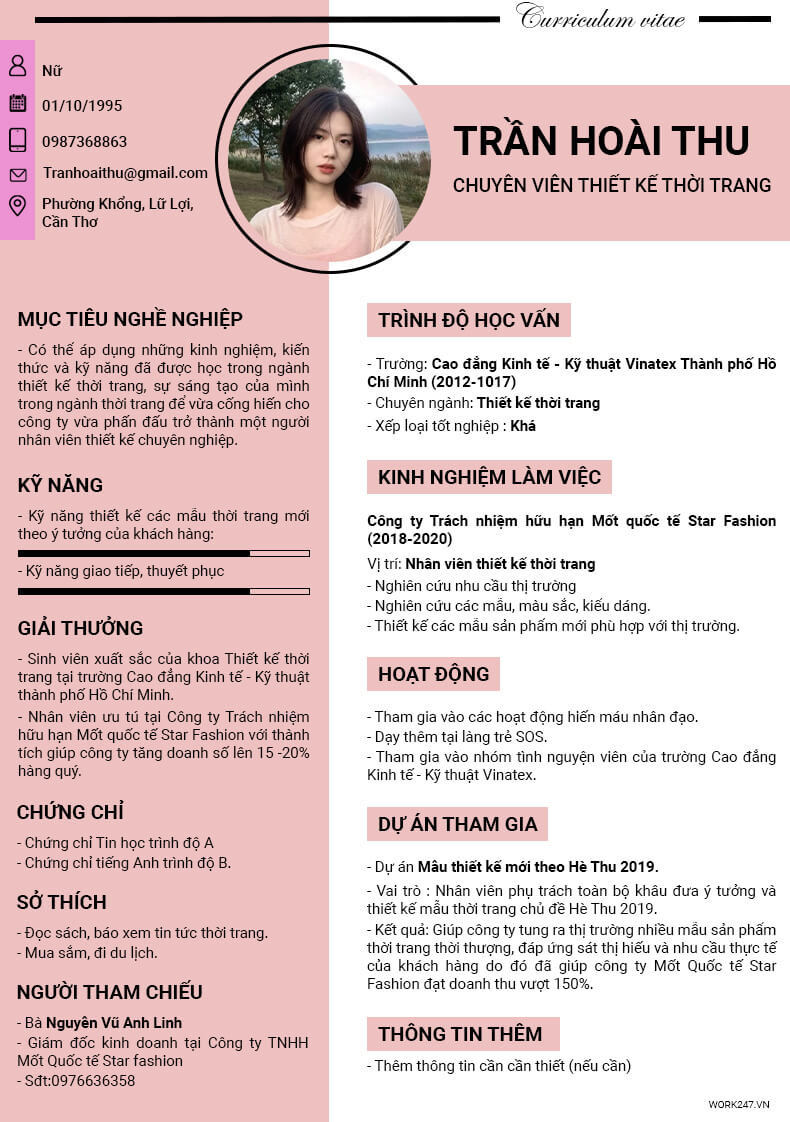 Curriculum vitae
Nữ
01/10/1995
0987368863
Tranhoaithu@gmail.com
Phường Khổng, Lữ Lợi,
Cần Thơ
TRẦN HOÀI THU
CHUYÊN VIÊN THIẾT KẾ THỜI TRANG
MỤC TIÊU NGHỀ NGHIỆP
- Có thể áp dụng những kinh nghiệm, kiến
thức và kỹ năng đã được học trong ngành
thiết kế thời trang, sự sáng tạo của mình
trong ngành thời trang để vừa cống hiến cho
công ty vừa phấn đấu trở thành một người
nhân viên thiết kế chuyên nghiệp.
KỸ NĂNG
- Kỹ năng thiết kế các mẫu thời trang mới
theo ý tưởng của khách hàng:
- Kỹ năng giao tiếp, thuyết phục
GIẢI THƯỞNG
- Sinh viên xuất sắc của khoa Thiết kế thời
trang tại trường Cao đẳng Kinh tế - Kỹ thuật
thành phố Hồ Chí Minh.
- Nhân viên ưu tú tại Công ty Trách nhiệm
hữu hạn Mốt quốc tế Star Fashion với thành
tích giúp công ty tăng doanh số lên 15 -20%
hàng quý.
CHỨNG CHỈ
- Chứng chỉ Tin học trình độ A
- Chứng chỉ tiếng Anh trình độ B.
SỞ THÍCH
- Đọc sách, báo xem tin tức thời trang.
- Mua sắm, đi du lịch.
NGƯỜI THAM CHIẾU
- Bà Nguyên Vũ Anh Linh
- Giám đốc kinh doanh tại Công ty TNHH
Mốt Quốc tế Star fashion
- Sđt:0976636358
TRÌNH ĐỘ HỌC VẤN
- Trường: Cao đẳng Kinh tế - Kỹ thuật Vinatex Thành phố Hồ
Chí Minh (2012-1017)
- Chuyên ngành: Thiết kế thời trang
- Xếp loại tốt nghiệp : Khá
KINH NGHIỆM LÀM VIỆC
Công ty Trách nhiệm hữu hạn Mốt quốc tế Star Fashion
(2018-2020)
Vị trí: Nhân viên thiết kế thời trang
- Nghiên cứu nhu cầu thị trường
- Nghiên cứu các mẫu, màu sắc, kiểu dáng.
- Thiết kế các mẫu sản phẩm mới phù hợp với thị trường.
HOẠT ĐỘNG
- Tham gia vào các hoạt động hiến máu nhân đạo.
- Dạy thêm tại làng trẻ SOS.
- Tham gia vào nhóm tình nguyện viên của trường Cao đẳng
Kinh tế - Kỹ thuật Vinatex.
DỰ ÁN THAM GIA
- Dự án Mẫu thiết kế mới theo Hè Thu 2019.
- Vai trò : Nhân viên phụ trách toàn bộ khâu đưa ý tưởng và
thiết kế mẫu thời trang chủ đề Hè Thu 2019.
- Kết quả: Giúp công ty tung ra thị trường nhiều mẫu sản phẩm
thời trang thời thượng, đáp ứng sát thị hiếu và nhu cầu thực tế
của khách hàng do đó đã giúp công ty Mốt Quốc tế Star
Fashion đạt doanh thu vượt 150%.
THÔNG TIN THÊM
- Thêm thông tin cần cần thiết (nếu cần)
WORK247.VN